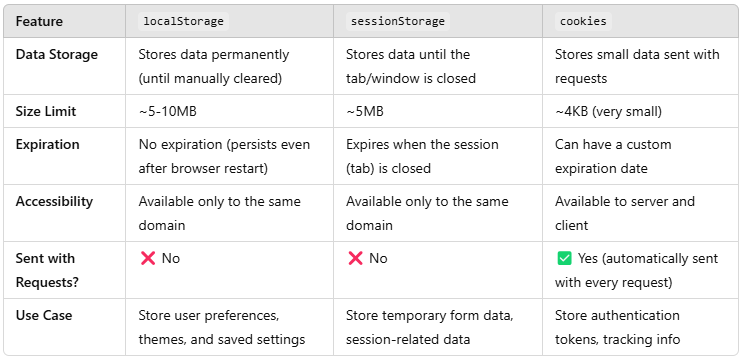 Feature localStorage sessionStorage cookies
Data Storage Stores data permanently Stores data until the Stores small data sent with
(until manually cleared) tab/window is closed requests
Size Limit ~5-10MB ~5MB ~4KB (very small)
Expiration No expiration (persists even Expires when the session Can have a custom
after browser restart) (tab) is closed expiration date
Accessibility Available only to the same Available only to the same Available to server and
domain domain client
Sent with ❌ No ❌ No ✅ Yes (automatically sent
Requests? with every request)
Use Case Store user preferences, Store temporary form data, Store authentication
themes, and saved settings session-related data tokens, tracking info